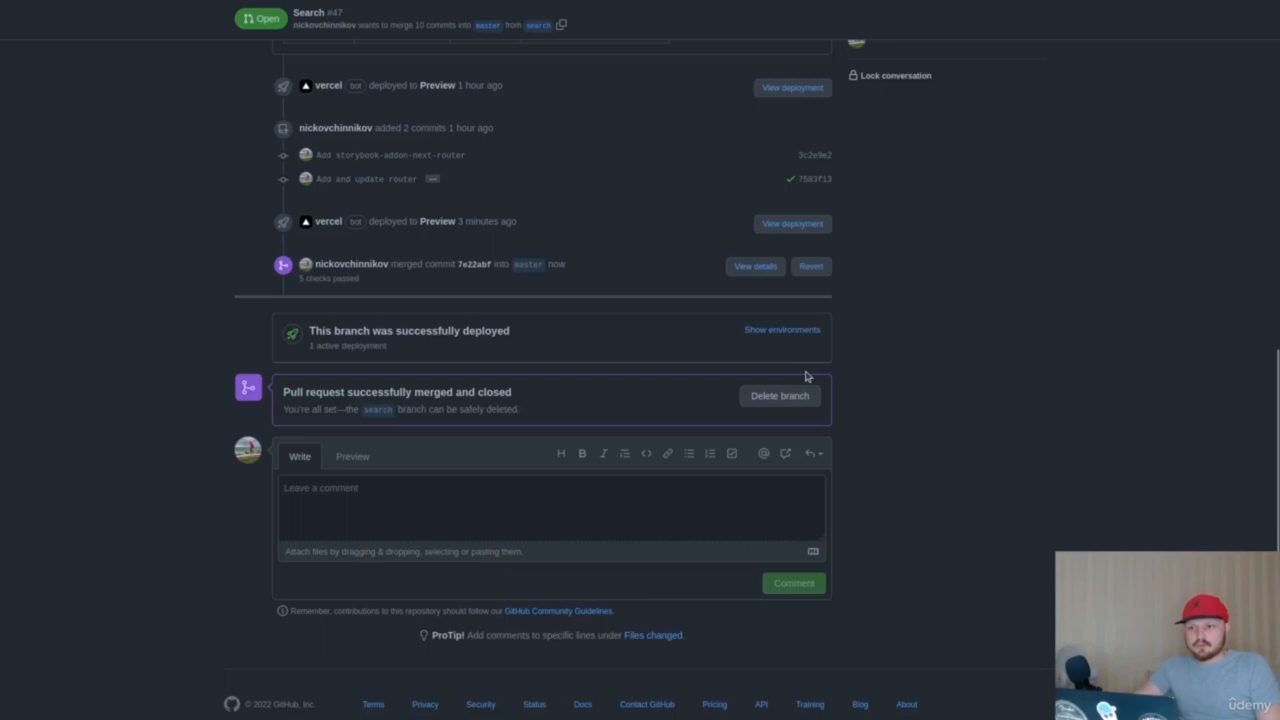 Open
Search #47
nickovchinnikov wants to merge 10 commits into master from search
Lock conversation
vercel bot deployed to Preview 1 hour ago
View deployment
nickovchinnikov added 2 commits 1 hour ago
Add storybook-addon-next-router
3c2e9e2
Add and update router
7583f13
vercel bot deployed to Preview 3 minutes ago
View deployment
nickovchinnikov merged commit 7e22abf into master now
View details
Revert
5 checks passed
This branch was successfully deployed
Show environments
1 active deployment
Pull request successfully merged and closed
Delete branch
You're all set—the search branch can be safely deleted.
Write
Preview
Leave a comment
Attach files by dragging & dropping, selecting or pasting them.
Comment
Remember, contributions to this repository should follow our GitHub Community Guidelines.
ProTip! Add comments to specific lines under Files changed.
© 2022 GitHub, Inc.
Terms
Privacy
Security
Status
Docs
Contact GitHub
Pricing
API
Training
Blog
About
udemy